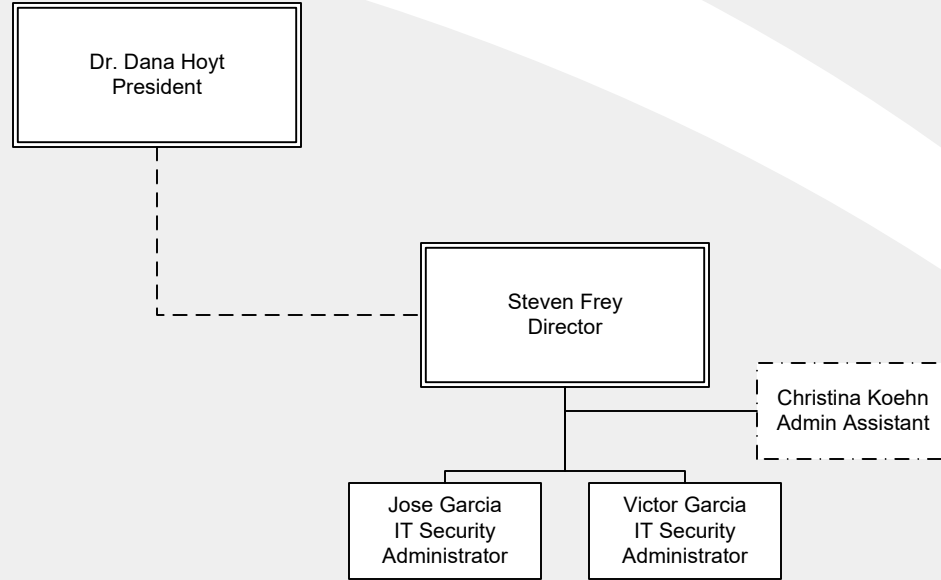 Dr. Dana Hoyt
President
Steven Frey
Director
Christina Koehn
Admin Assistant
Jose Garcia
IT Security
Administrator
Victor Garcia
IT Security
Administrator